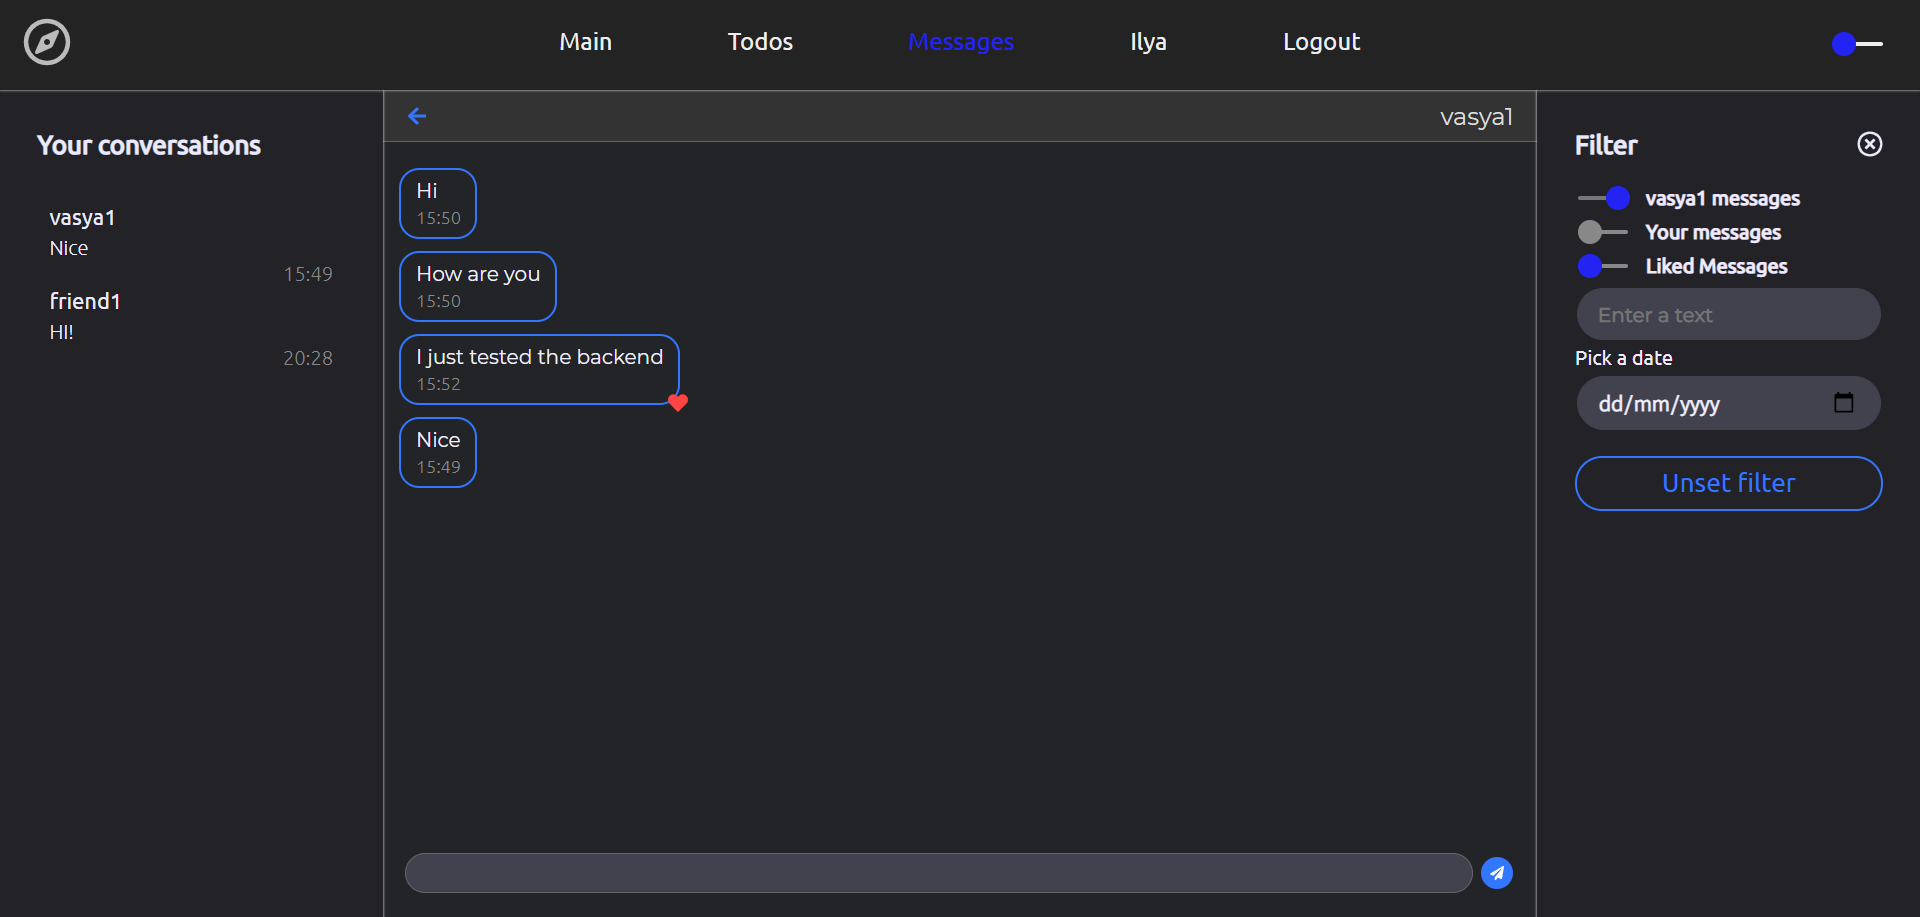 Main Todos Messages Ilya Logout
Your conversations
vasya1
Nice
15:49
friend1
HI!
20:28
vasya1
Hi
15:50
How are you
15:50
I just tested the backend
15:52
Nice
15:49
Filter
vasya1 messages
Your messages
Liked Messages
Enter a text
Pick a date
dd/mm/yyyy
Unset filter